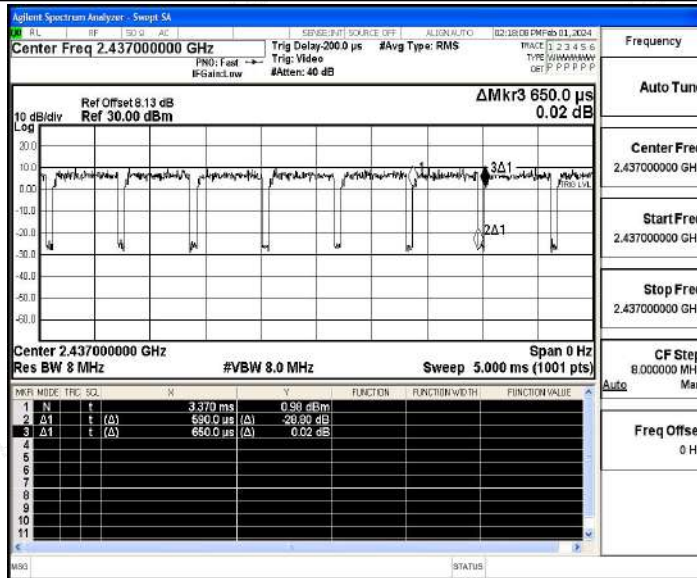 Agilent Spectrum Analyzer - Swept SA
RL RF 50 Ω AC SENSE:INT SOURCE OFF ALIGN AUTO 02:18:08 PM Feb 01, 2024
Center Freq 2.437000000 GHz
PNO: Fast
IFGain:Low
Trig Delay-200.0 µs
Trig: Video
#Atten: 40 dB
#Avg Type: RMS
TRACE 1 2 3 4 5 6
TYPE WWWWWW
DET P P P P P P
Frequency
Auto Tune
Center Freq
2.437000000 GH
Start Freq
2.437000000 GH
Stop Freq
2.437000000 GH
CF Step
8.000000 MH
Auto Man
Freq Offse
0 H
ΔMkr3 650.0 µs
0.02 dB
10 dB/div
Log
Ref Offset 8.13 dB
Ref 30.00 dBm
20.0
10.0
0.00
-10.0
-20.0
-30.0
-40.0
-50.0
-60.0
1
3Δ1
TRIG LVL
2Δ1
Center 2.437000000 GHz
Span 0 Hz
Res BW 8 MHz
#VBW 8.0 MHz
Sweep 5.000 ms (1001 pts)
MKR MODE TRC SCL X Y FUNCTION FUNCTION WIDTH FUNCTION VALUE
1 N t 3.370 ms 0.98 dBm
2 Δ1 t (Δ) 590.0 µs (Δ) -28.90 dB
3 Δ1 t (Δ) 650.0 µs (Δ) 0.02 dB
4
5
6
7
8
9
10
11
MSG
STATUS